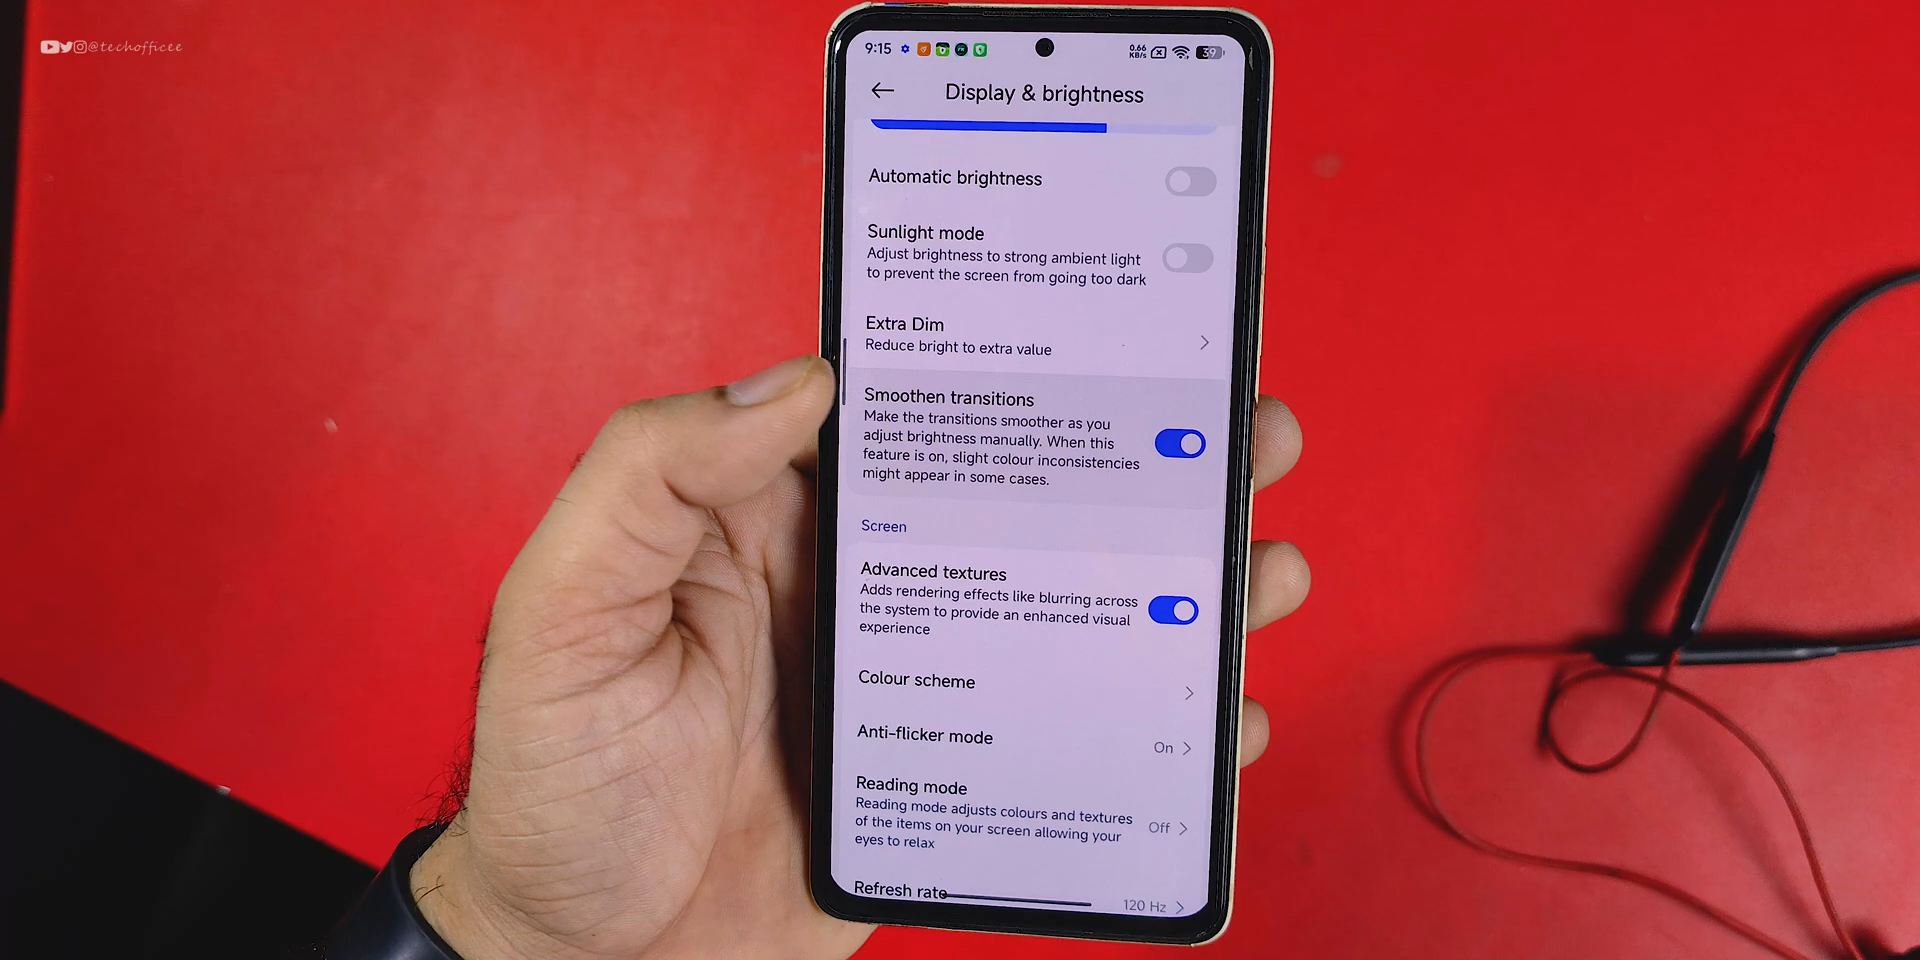 @techofficee
9:15
0.66
KB/s
39
Display & brightness
Automatic brightness
Sunlight mode
Adjust brightness to strong ambient light
to prevent the screen from going too dark
Extra Dim
Reduce bright to extra value
Smoothen transitions
Make the transitions smoother as you
adjust brightness manually. When this
feature is on, slight colour inconsistencies
might appear in some cases.
Screen
Advanced textures
Adds rendering effects like blurring across
the system to provide an enhanced visual
experience
Colour scheme
Anti-flicker mode
On
Reading mode
Reading mode adjusts colours and textures
of the items on your screen allowing your
eyes to relax
Off
Refresh rate
120 Hz